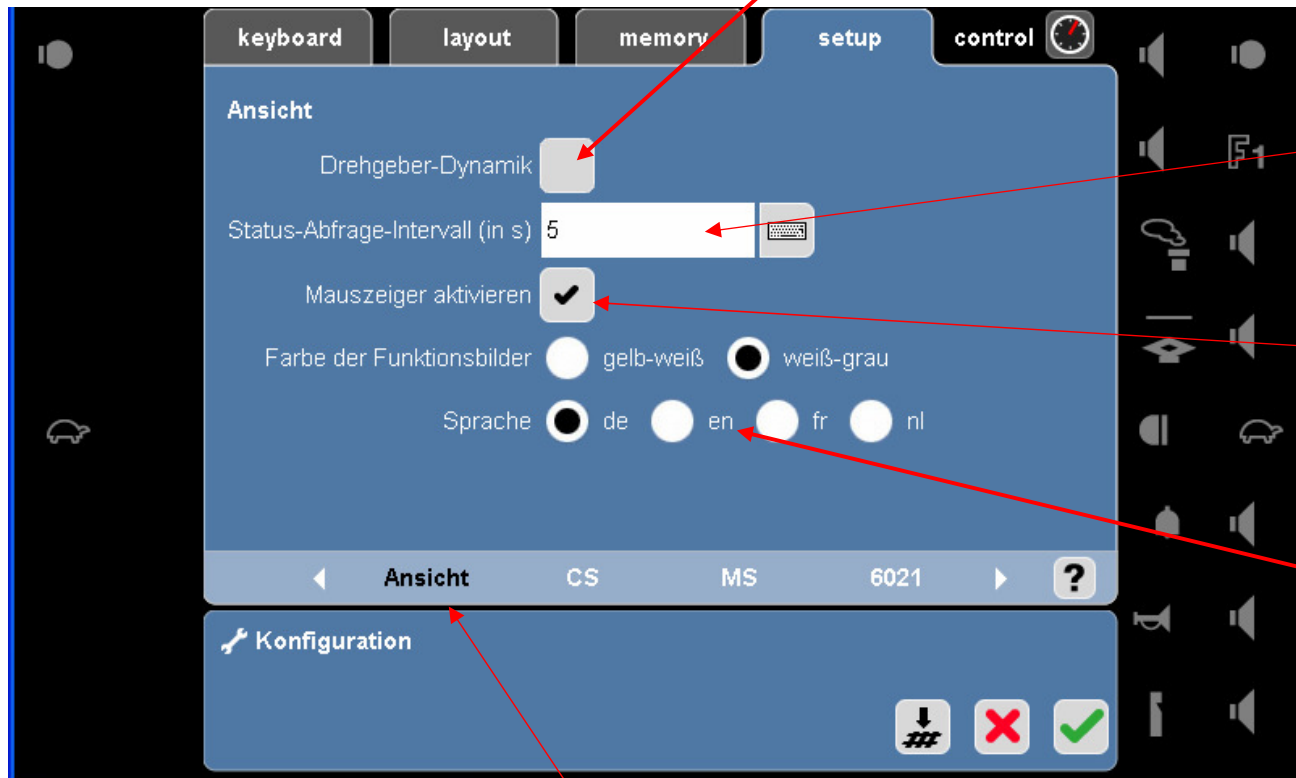 keyboard layout memory setup control
Ansicht
Drehgeber-Dynamik
F1
Status-Abfrage-Intervall (in s) 5
Mauszeiger aktivieren
Farbe der Funktionsbilder gelb-weiß weiß-grau
Sprache de en fr nl
Ansicht CS MS 6021 ?
Konfiguration